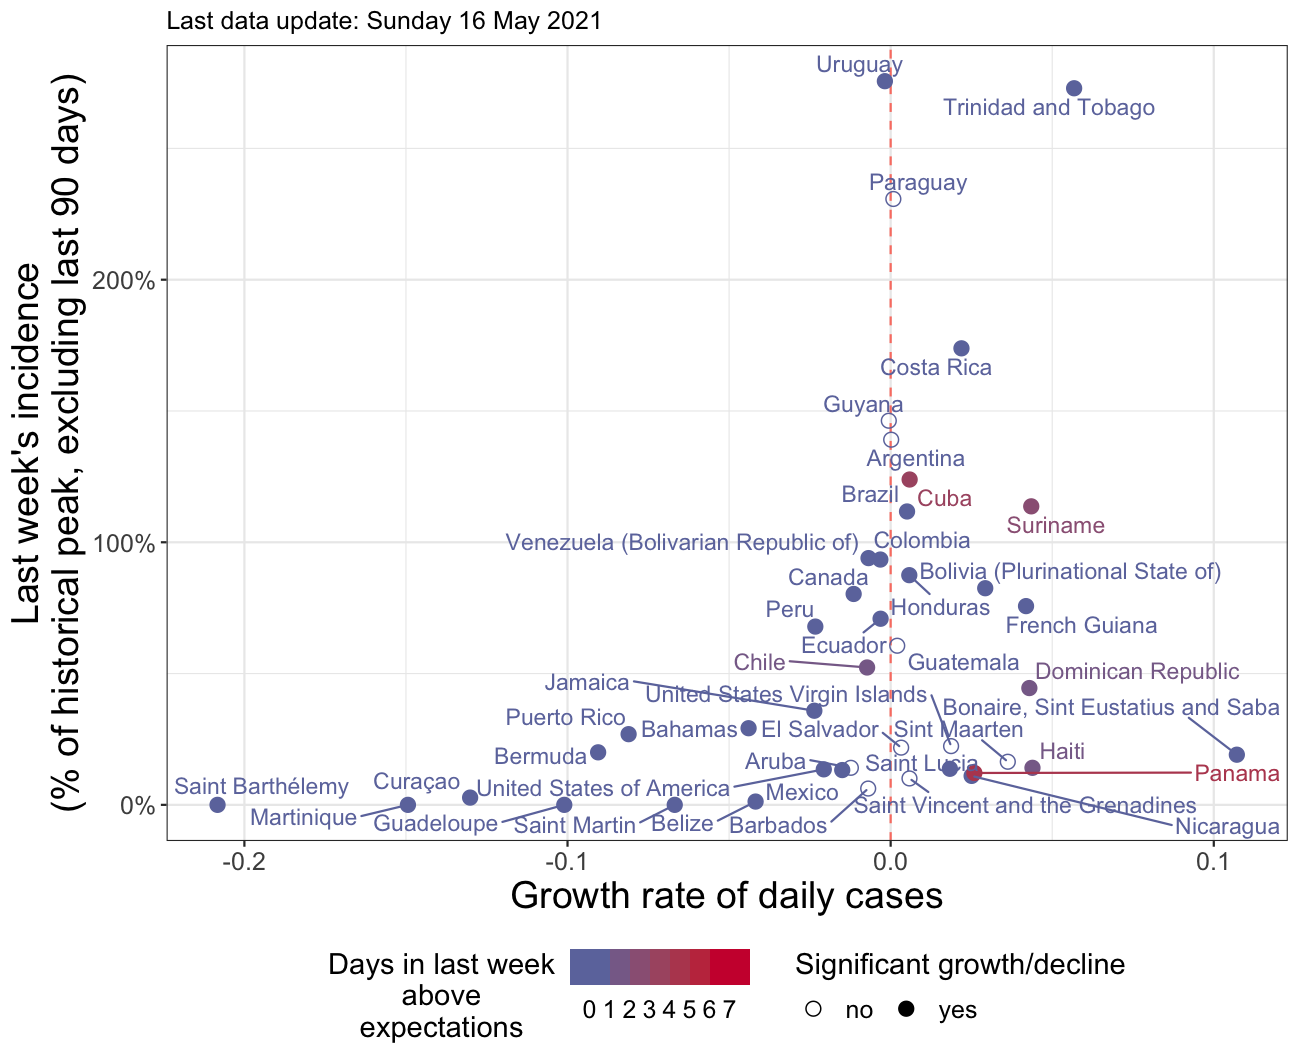 Last data update: Sunday 16 May 2021
Last week's incidence
(% of historical peak, excluding last 90 days)
200%
100%
0%
Uruguay
Trinidad and Tobago
Paraguay
Costa Rica
Guyana
Argentina
Brazil
Cuba
Suriname
Venezuela (Bolivarian Republic of)
Colombia
Canada
Bolivia (Plurinational State of)
Peru
Honduras
French Guiana
Ecuador
Chile
Guatemala
Dominican Republic
Jamaica
United States Virgin Islands
Bonaire, Sint Eustatius and Saba
Puerto Rico
Bahamas
El Salvador
Sint Maarten
Bermuda
Aruba
Saint Lucia
Haiti
Panama
Saint Barthélemy
Curaçao
United States of America
Mexico
Saint Vincent and the Grenadines
Martinique
Guadeloupe
Saint Martin
Belize
Barbados
Nicaragua
-0.2
-0.1
0.0
0.1
Growth rate of daily cases
Days in last week
above
expectations
0 1 2 3 4 5 6 7
Significant growth/decline
no
yes